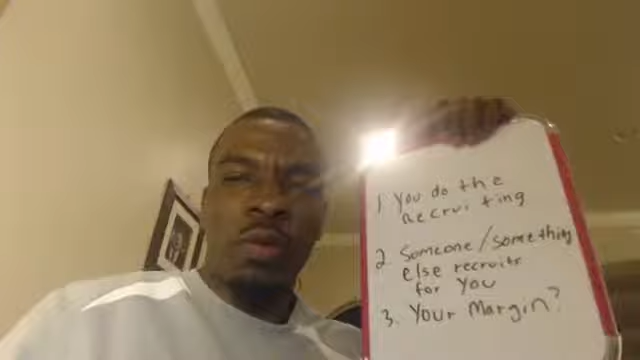 1 You do the
Recruiting
2 Someone/something
else recruits
for You
3. Your Margin?